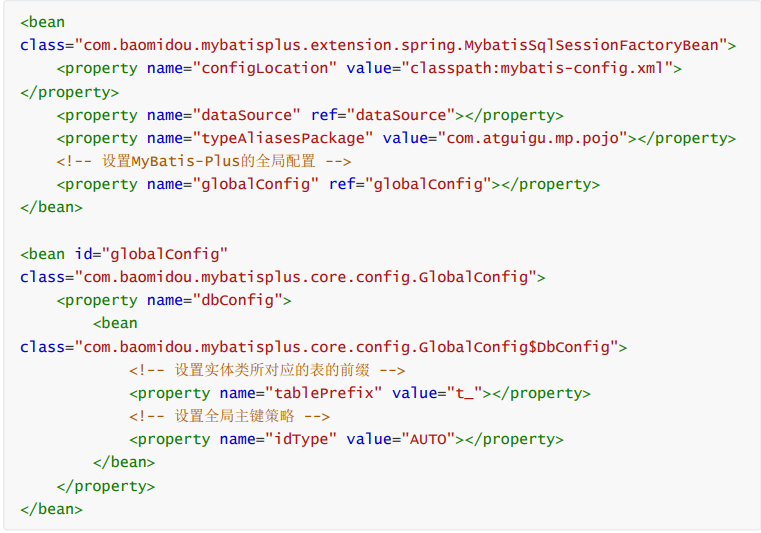 <bean
class="com.baomidou.mybatisplus.extension.spring.MybatisSqlSessionFactoryBean">
    <property name="configLocation" value="classpath:mybatis-config.xml">
</property>
    <property name="dataSource" ref="dataSource"></property>
    <property name="typeAliasesPackage" value="com.atguigu.mp.pojo"></property>
    <!-- 设置MyBatis-Plus的全局配置 -->
    <property name="globalConfig" ref="globalConfig"></property>
</bean>

<bean id="globalConfig"
class="com.baomidou.mybatisplus.core.config.GlobalConfig">
    <property name="dbConfig">
        <bean
class="com.baomidou.mybatisplus.core.config.GlobalConfig$DbConfig">
            <!-- 设置实体类所对应的表的前缀 -->
            <property name="tablePrefix" value="t_"></property>
            <!-- 设置全局主键策略 -->
            <property name="idType" value="AUTO"></property>
        </bean>
    </property>
</bean>